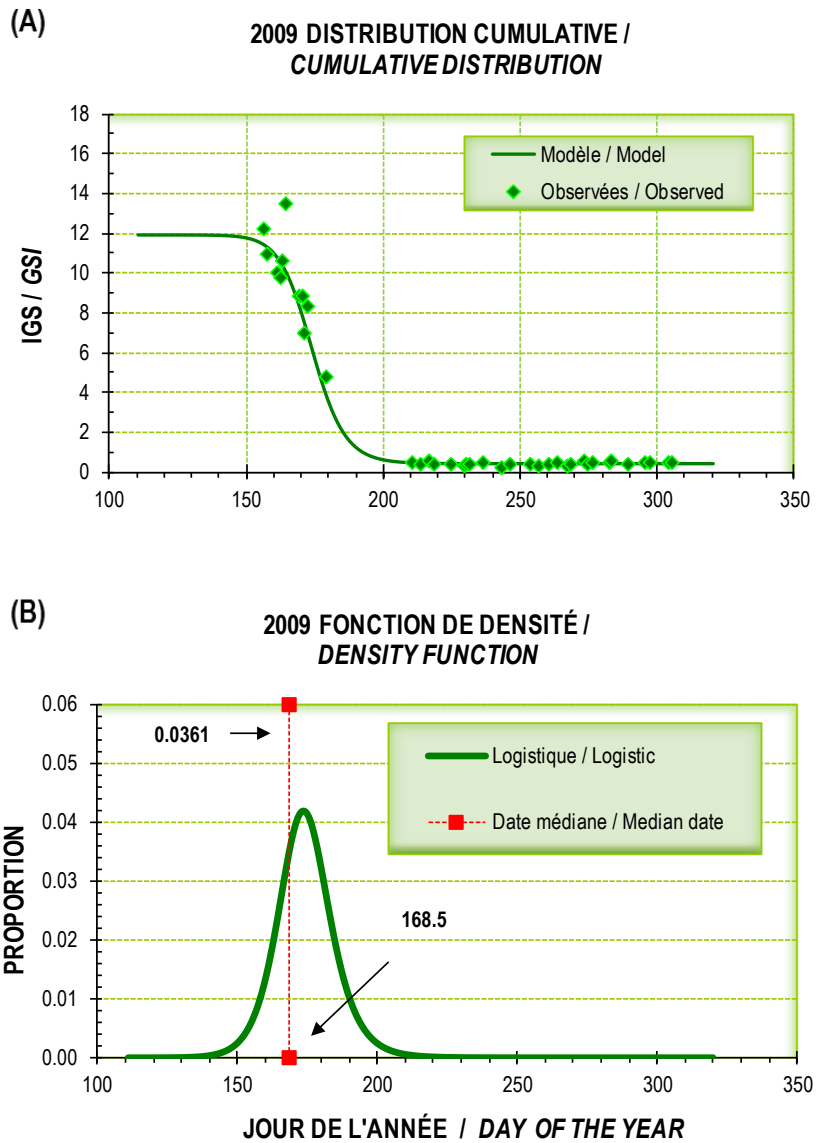 (A)
2009 DISTRIBUTION CUMULATIVE /
CUMULATIVE DISTRIBUTION
IGS / GSI
18
16
14
12
10
8
6
4
2
0
Modèle / Model
Observées / Observed
100 150 200 250 300 350
(B)
2009 FONCTION DE DENSITÉ /
DENSITY FUNCTION
PROPORTION
0.06
0.05
0.04
0.03
0.02
0.01
0.00
0.0361
Logistique / Logistic
Date médiane / Median date
168.5
100 150 200 250 300 350
JOUR DE L'ANNÉE / DAY OF THE YEAR